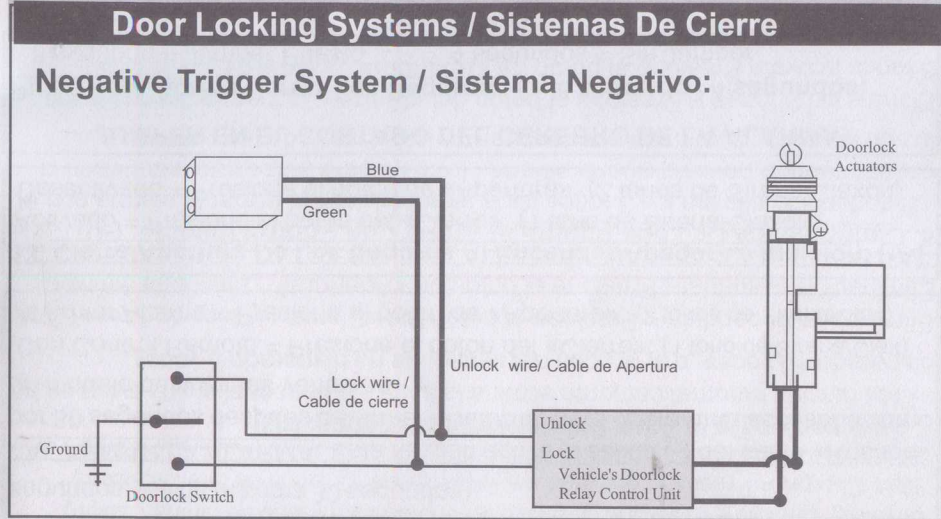 Door Locking Systems / Sistemas De Cierre
Negative Trigger System / Sistema Negativo:
Blue
Green
Doorlock
Actuators
Unlock wire/ Cable de Apertura
Lock wire /
Cable de cierre
Ground
Doorlock Switch
Unlock
Lock
Vehicle's Doorlock
Relay Control Unit